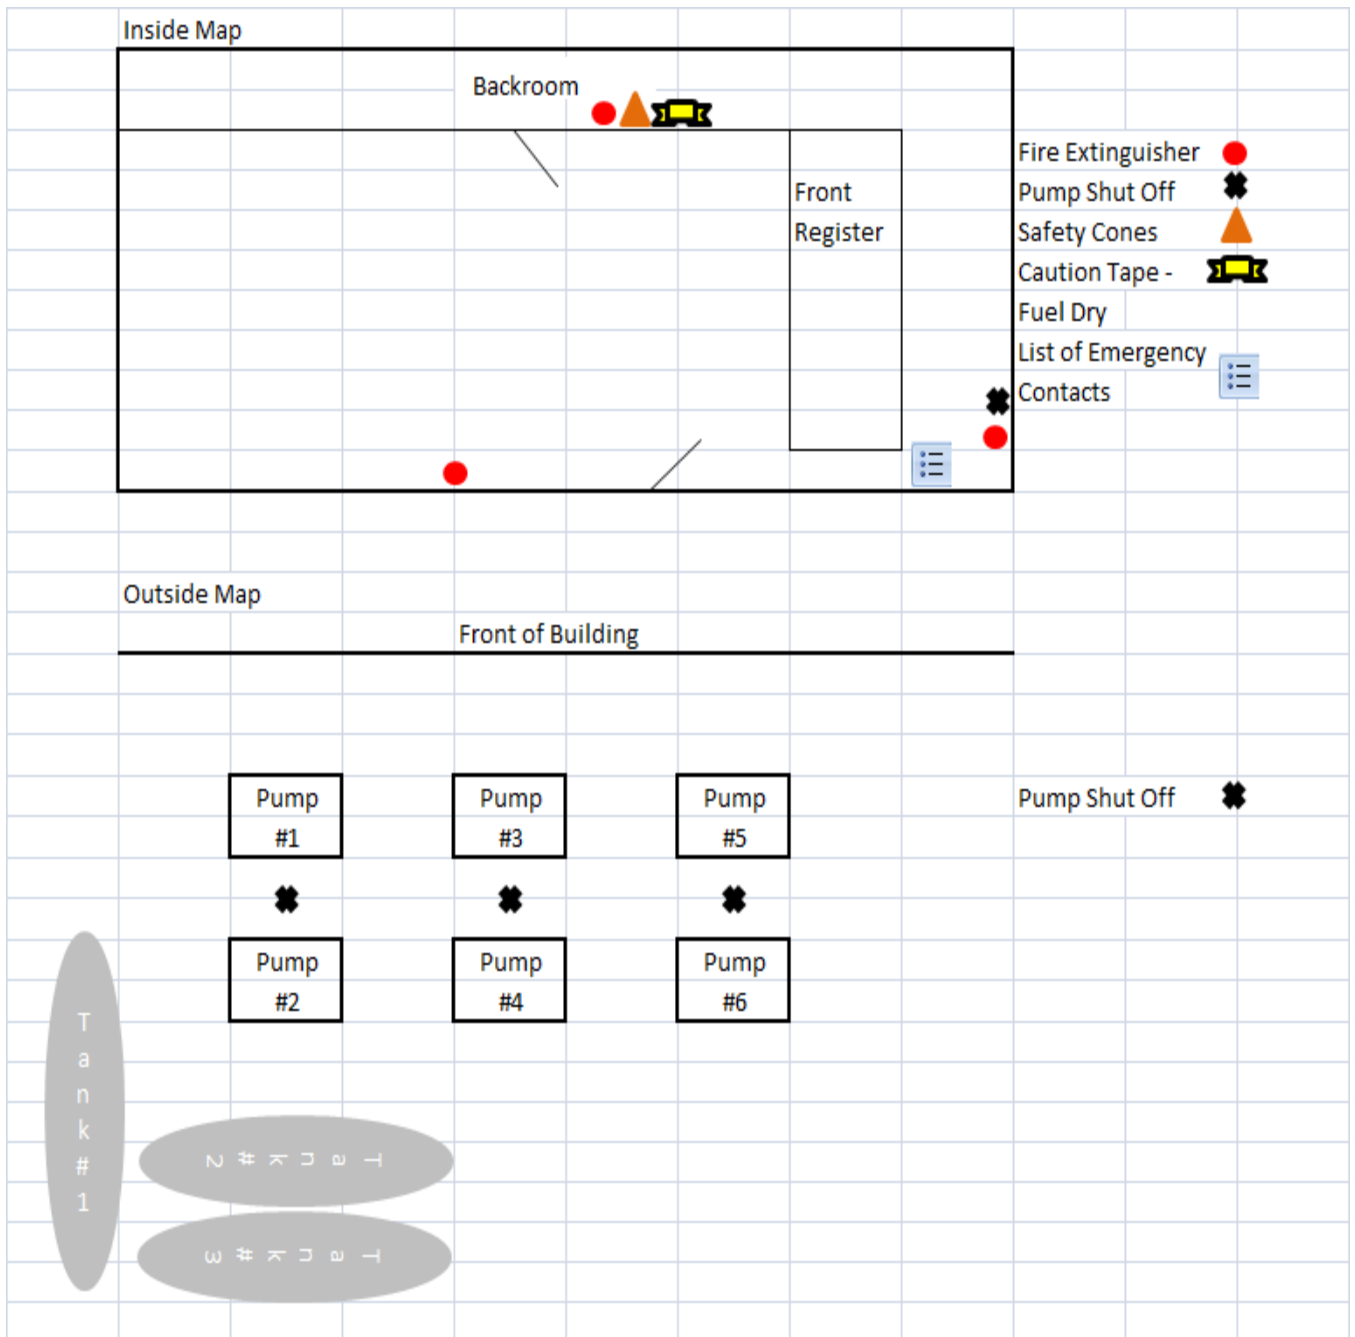 Inside Map
Backroom
Front
Register
Fire Extinguisher
Pump Shut Off
Safety Cones
Caution Tape -
Fuel Dry
List of Emergency
Contacts
Outside Map
Front of Building
Pump
#1
Pump
#3
Pump
#5
Pump Shut Off
Pump
#2
Pump
#4
Pump
#6
Tank#1
Tank#2
Tank#3